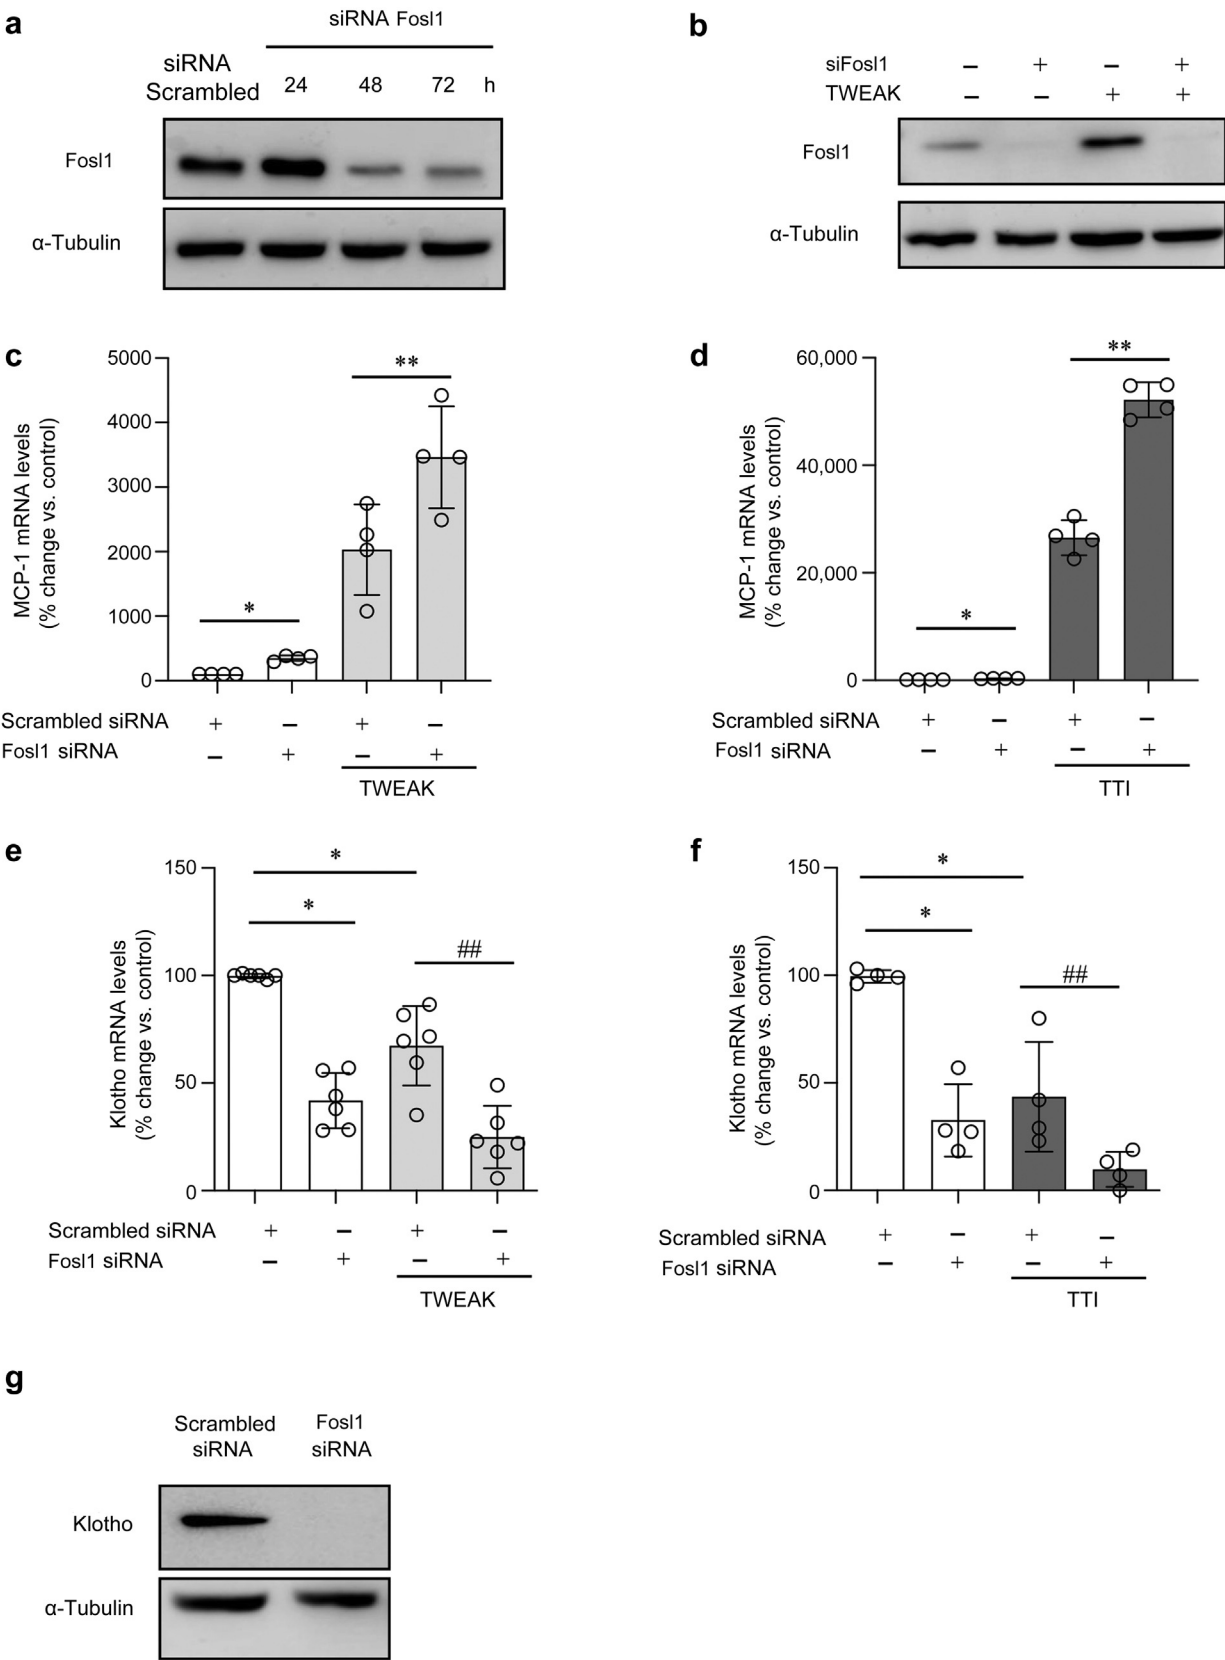 a
siRNA Fosl1
siRNA
Scrambled 24 48 72 h
Fosl1
α-Tubulin
b
siFosl1 – + – +
TWEAK – – + +
Fosl1
α-Tubulin
c
MCP-1 mRNA levels
(% change vs. control)
5000
4000
3000
2000
1000
0
*
**
Scrambled siRNA + – + –
Fosl1 siRNA – + – +
TWEAK
d
MCP-1 mRNA levels
(% change vs. control)
60,000
40,000
20,000
0
*
**
Scrambled siRNA + – + –
Fosl1 siRNA – + – +
TTI
e
Klotho mRNA levels
(% change vs. control)
150
100
50
0
*
*
##
Scrambled siRNA + – + –
Fosl1 siRNA – + – +
TWEAK
f
Klotho mRNA levels
(% change vs. control)
150
100
50
0
*
*
##
Scrambled siRNA + – + –
Fosl1 siRNA – + – +
TTI
g
Scrambled
siRNA
Fosl1
siRNA
Klotho
α-Tubulin